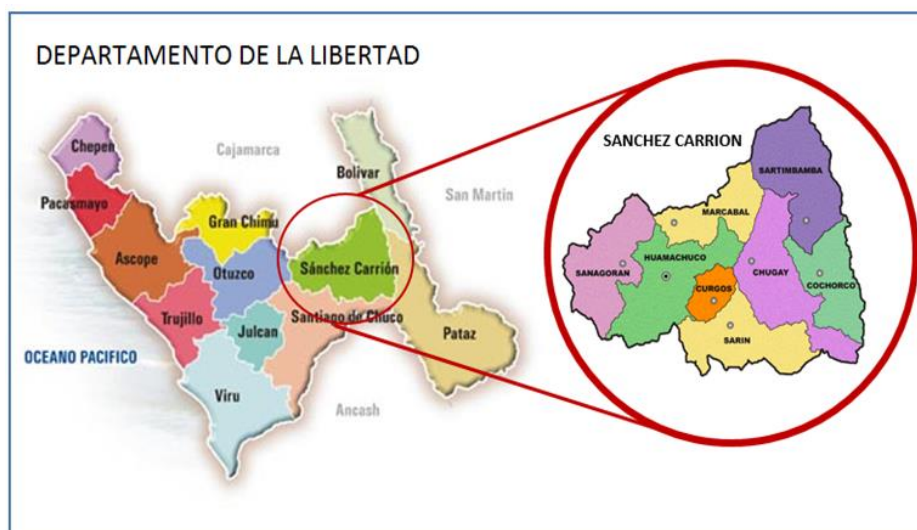 DEPARTAMENTO DE LA LIBERTAD
Chepen
Cajamarca
Bolivar
San Martin
Pacasmayo
Gran Chimu
Ascope
Otuzco
Sánchez Carrión
Trujillo
Julcan
Santiago de Chuco
Pataz
OCEANO PACIFICO
Viru
Ancash
SANCHEZ CARRION
SARTIMBAMBA
MARCABAL
HUAMACHUCO
SANAGORAN
CHUGAY
COCHORCO
CURGOS
SARIN